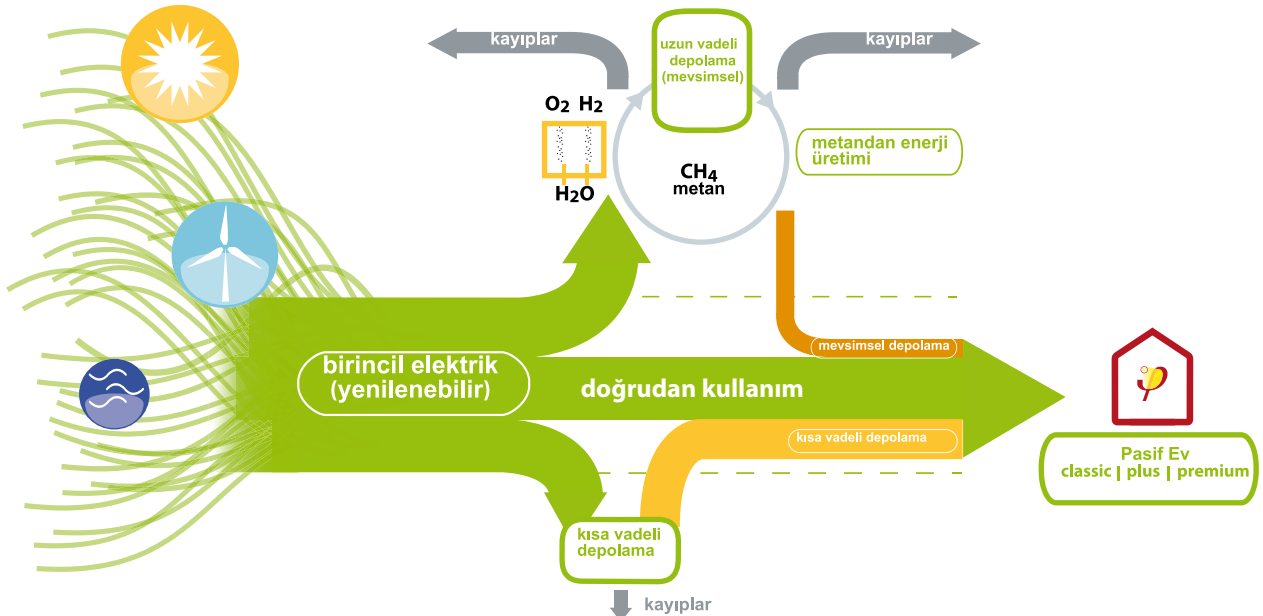 kayıplar
uzun vadeli
depolama
(mevsimsel)
kayıplar
O2 H2
H2O
CH4
metan
metandan enerji
üretimi
mevsimsel depolama
birincil elektrik
(yenilenebilir)
doğrudan kullanım
kısa vadeli depolama
Pasif Ev
classic | plus | premium
kısa vadeli
depolama
kayıplar